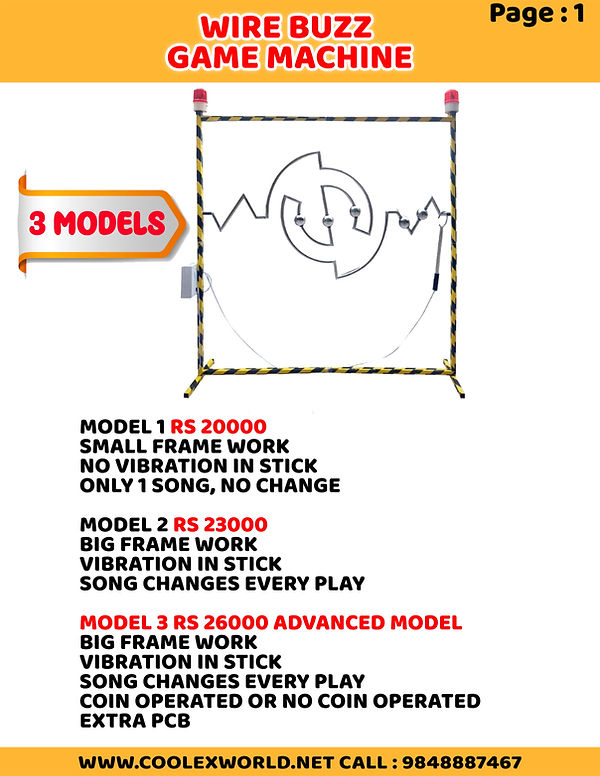 Page : 1
WIRE BUZZ
GAME MACHINE
3 MODELS
MODEL 1 RS 20000
SMALL FRAME WORK
NO VIBRATION IN STICK
ONLY 1 SONG, NO CHANGE
MODEL 2 RS 23000
BIG FRAME WORK
VIBRATION IN STICK
SONG CHANGES EVERY PLAY
MODEL 3 RS 26000 ADVANCED MODEL
BIG FRAME WORK
VIBRATION IN STICK
SONG CHANGES EVERY PLAY
COIN OPERATED OR NO COIN OPERATED
EXTRA PCB
WWW.COOLEXWORLD.NET CALL : 9848887467